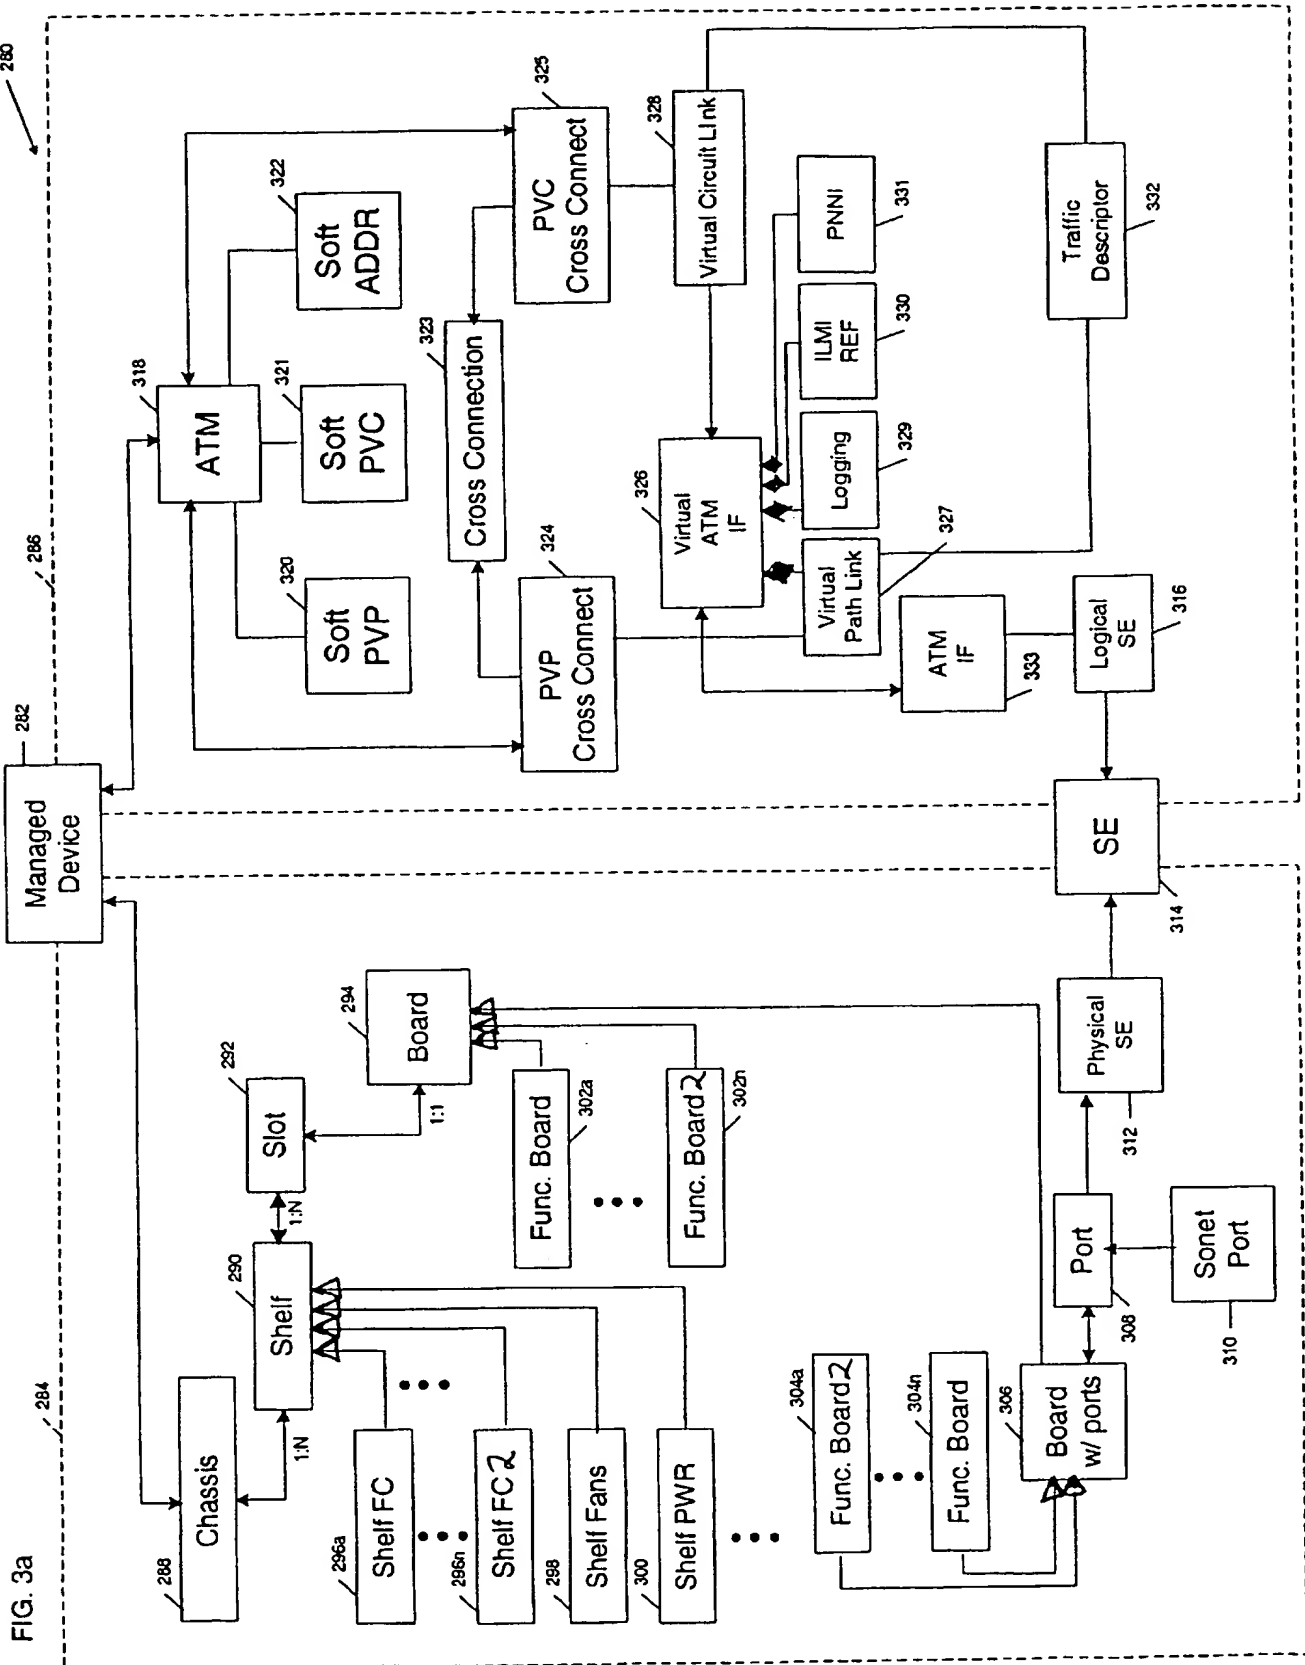 FIG. 3a
280
282
Managed
Device
284
286
288
Chassis
1:N
290
Shelf
1:N
292
Slot
1:1
294
Board
296a
Shelf FC
296n
Shelf FC 2
298
Shelf Fans
300
Shelf PWR
Func. Board
302a
Func. Board 2
302n
304a
Func. Board 2
304n
Func. Board
306
Board
w/ ports
Port
308
Sonet
Port
310
Physical
SE
312
SE
314
Logical
SE
316
318
ATM
320
Soft
PVP
321
Soft
PVC
322
Soft
ADDR
323
Cross Connection
324
PVP
Cross Connect
325
PVC
Cross Connect
326
Virtual
ATM
IF
Virtual
Path Link
327
328
Virtual Circuit LInk
Logging
329
ILMI
REF
330
PNNI
331
Traffic
Descriptor
332
ATM
IF
333